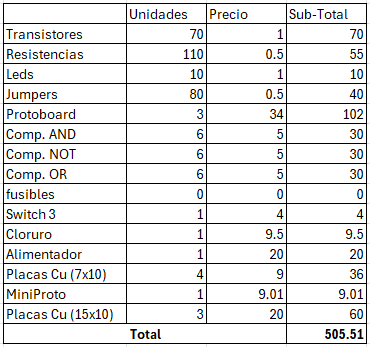 Unidades Precio Sub-Total
Transistores 70 1 70
Resistencias 110 0.5 55
Leds 10 1 10
Jumpers 80 0.5 40
Protoboard 3 34 102
Comp. AND 6 5 30
Comp. NOT 6 5 30
Comp. OR 6 5 30
fusibles 0 0 0
Switch 3 1 4 4
Cloruro 1 9.5 9.5
Alimentador 1 20 20
Placas Cu (7x10) 4 9 36
MiniProto 1 9.01 9.01
Placas Cu (15x10) 3 20 60
Total 505.51